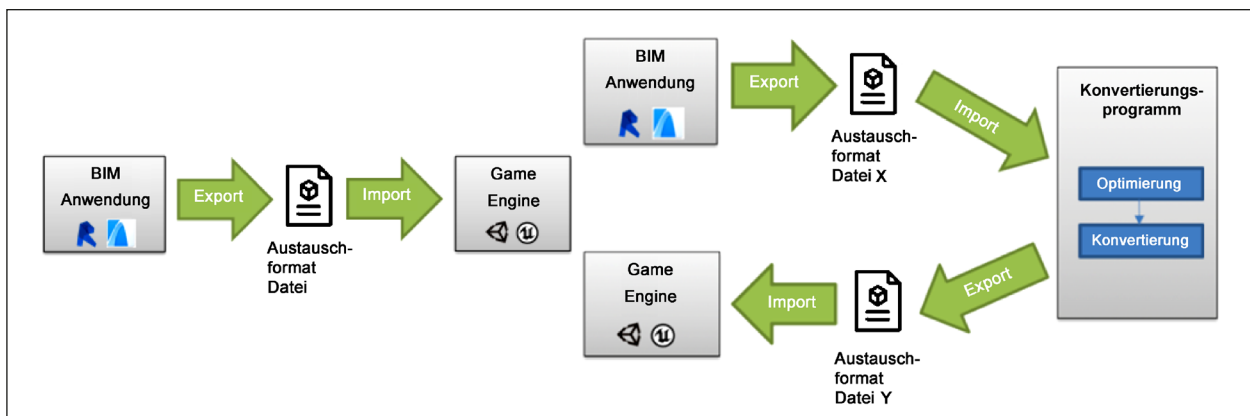 BIM
Anwendung
Export
Austausch-
format
Datei
Import
Game
Engine
BIM
Anwendung
Export
Austausch-
format
Datei X
Import
Konvertierungs-
programm
Optimierung
Konvertierung
Export
Austausch-
format
Datei Y
Import
Game
Engine